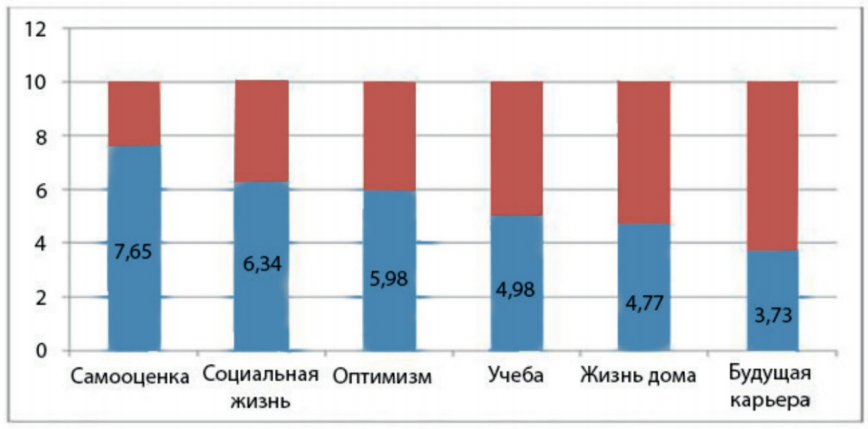 12
10
8
6
4
2
0
7,65
6,34
5,98
4,98
4,77
3,73
Самооценка
Социальная
жизнь
Оптимизм
Учеба
Жизнь дома
Будущая
карьера